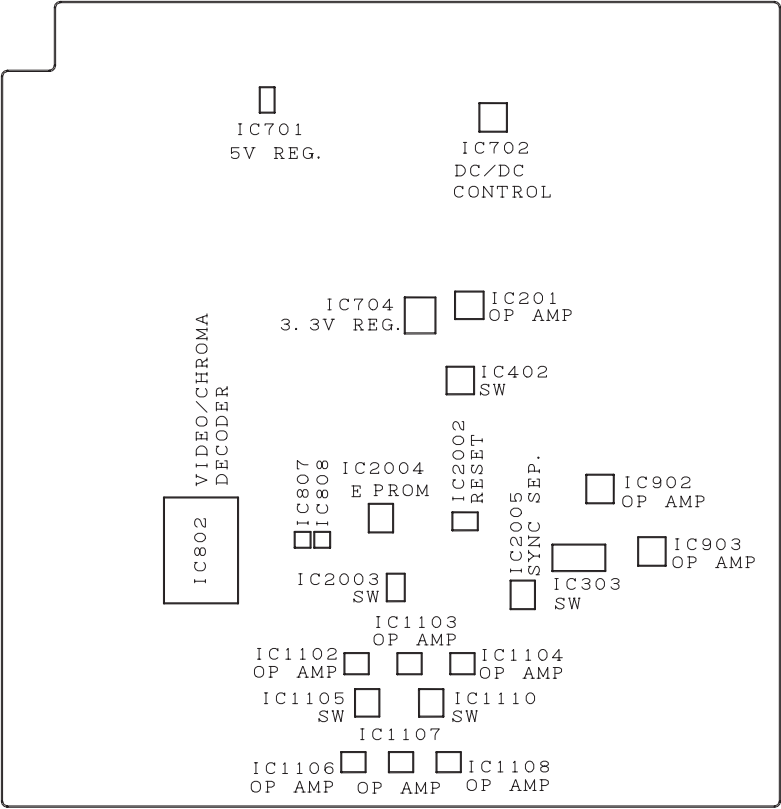 IC701
5V REG.
IC702
DC/DC
CONTROL
IC704
3.3V REG.
IC201
OP AMP
IC402
SW
VIDEO/CHROMA
DECODER
IC802
IC807
IC808
IC2004
E PROM
IC2002
RESET
IC2005
SYNC SEP.
IC902
OP AMP
IC903
OP AMP
IC303
SW
IC2003
SW
IC1103
OP AMP
IC1102
OP AMP
IC1104
OP AMP
IC1105
SW
IC1110
SW
IC1107
OP AMP
IC1106
OP AMP
IC1108
OP AMP